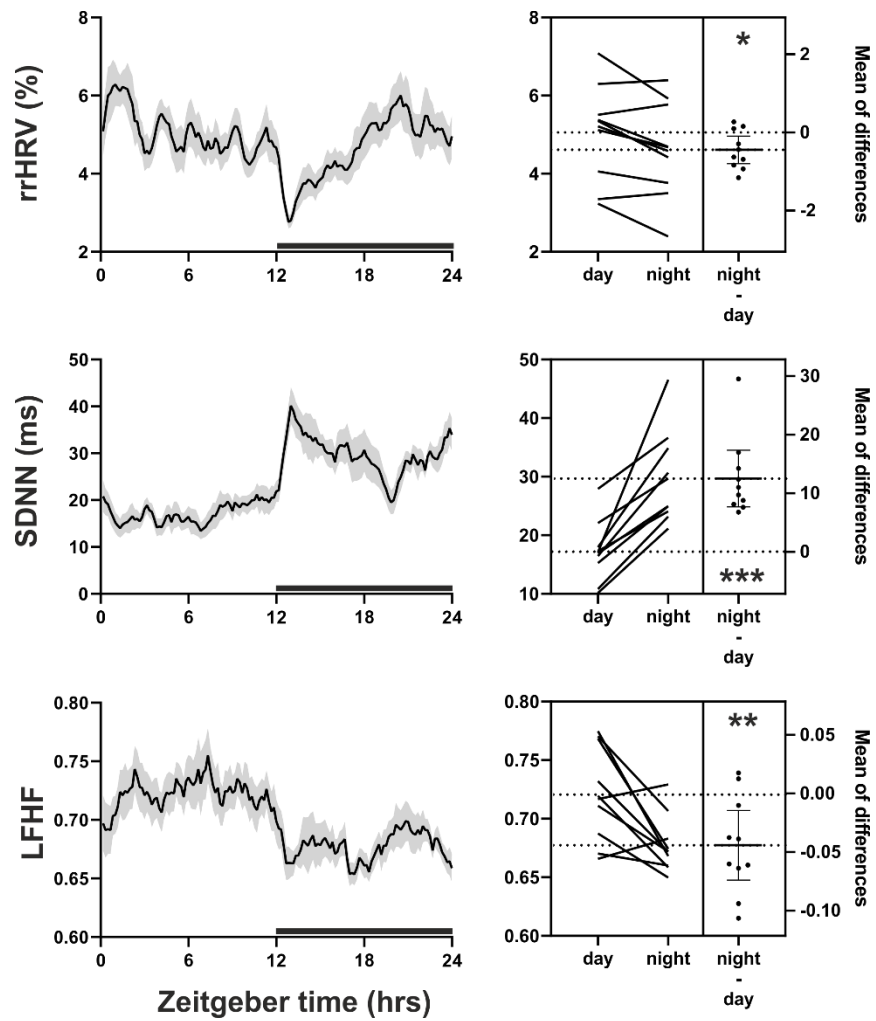 rrHRV (%)
8
6
4
2
0 6 12 18 24
8
6
4
2
day night night
-
day
*
2
0
-2
Mean of differences
SDNN (ms)
50
40
30
20
10
0
0 6 12 18 24
50
40
30
20
10
day night night
-
day
***
30
20
10
0
Mean of differences
LFHF
0.80
0.75
0.70
0.65
0.60
0 6 12 18 24
0.80
0.75
0.70
0.65
0.60
day night night
-
day
**
0.05
0.00
-0.05
-0.10
Mean of differences
Zeitgeber time (hrs)